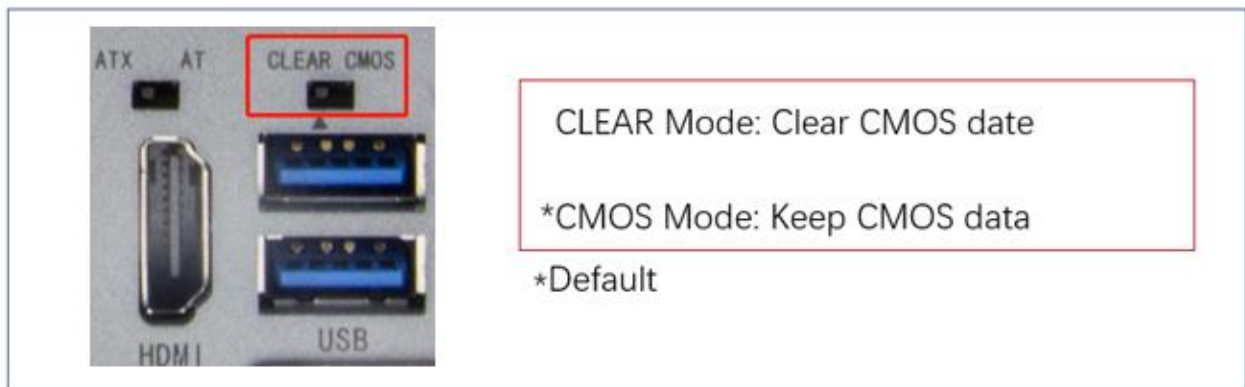 ATX AT CLEAR CMOS
HDMI USB
CLEAR Mode: Clear CMOS date
*CMOS Mode: Keep CMOS data
*Default